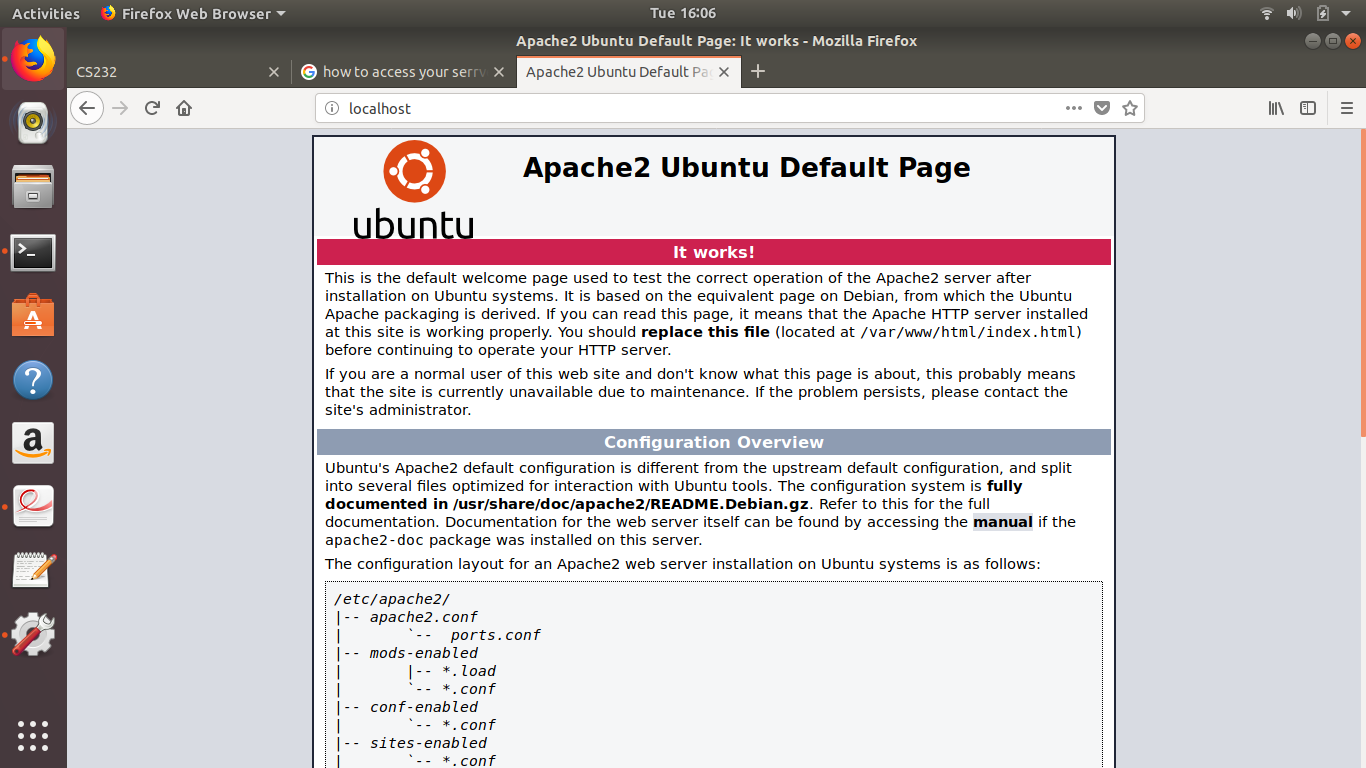 Activities Firefox Web Browser Tue 16:06
Apache2 Ubuntu Default Page: It works - Mozilla Firefox
CS232 how to access your serrv Apache2 Ubuntu Default Pa
localhost
Apache2 Ubuntu Default Page
ubuntu
It works!
This is the default welcome page used to test the correct operation of the Apache2 server after
installation on Ubuntu systems. It is based on the equivalent page on Debian, from which the Ubuntu
Apache packaging is derived. If you can read this page, it means that the Apache HTTP server installed
at this site is working properly. You should replace this file (located at /var/www/html/index.html)
before continuing to operate your HTTP server.
If you are a normal user of this web site and don't know what this page is about, this probably means
that the site is currently unavailable due to maintenance. If the problem persists, please contact the
site's administrator.
Configuration Overview
Ubuntu's Apache2 default configuration is different from the upstream default configuration, and split
into several files optimized for interaction with Ubuntu tools. The configuration system is fully
documented in /usr/share/doc/apache2/README.Debian.gz. Refer to this for the full
documentation. Documentation for the web server itself can be found by accessing the manual if the
apache2-doc package was installed on this server.
The configuration layout for an Apache2 web server installation on Ubuntu systems is as follows:
/etc/apache2/
|-- apache2.conf
|       `--  ports.conf
|-- mods-enabled
|       |-- *.load
|       `-- *.conf
|-- conf-enabled
|       `-- *.conf
|-- sites-enabled
|       `-- *.conf